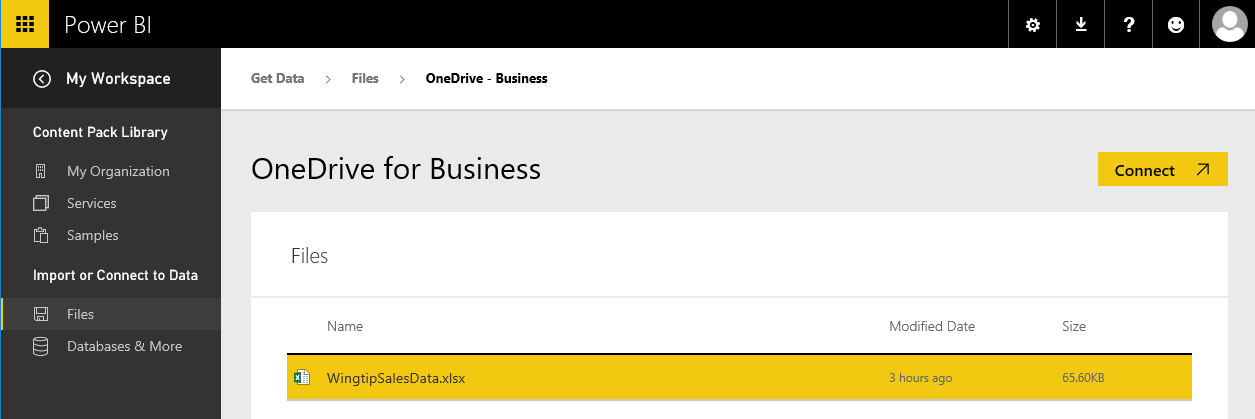 Power BI
?
My Workspace
Get Data > Files > OneDrive - Business
Content Pack Library
My Organization
Services
Samples
Import or Connect to Data
Files
Databases & More
OneDrive for Business
Connect
Files
Name Modified Date Size
WingtipSalesData.xlsx 3 hours ago 65.60KB